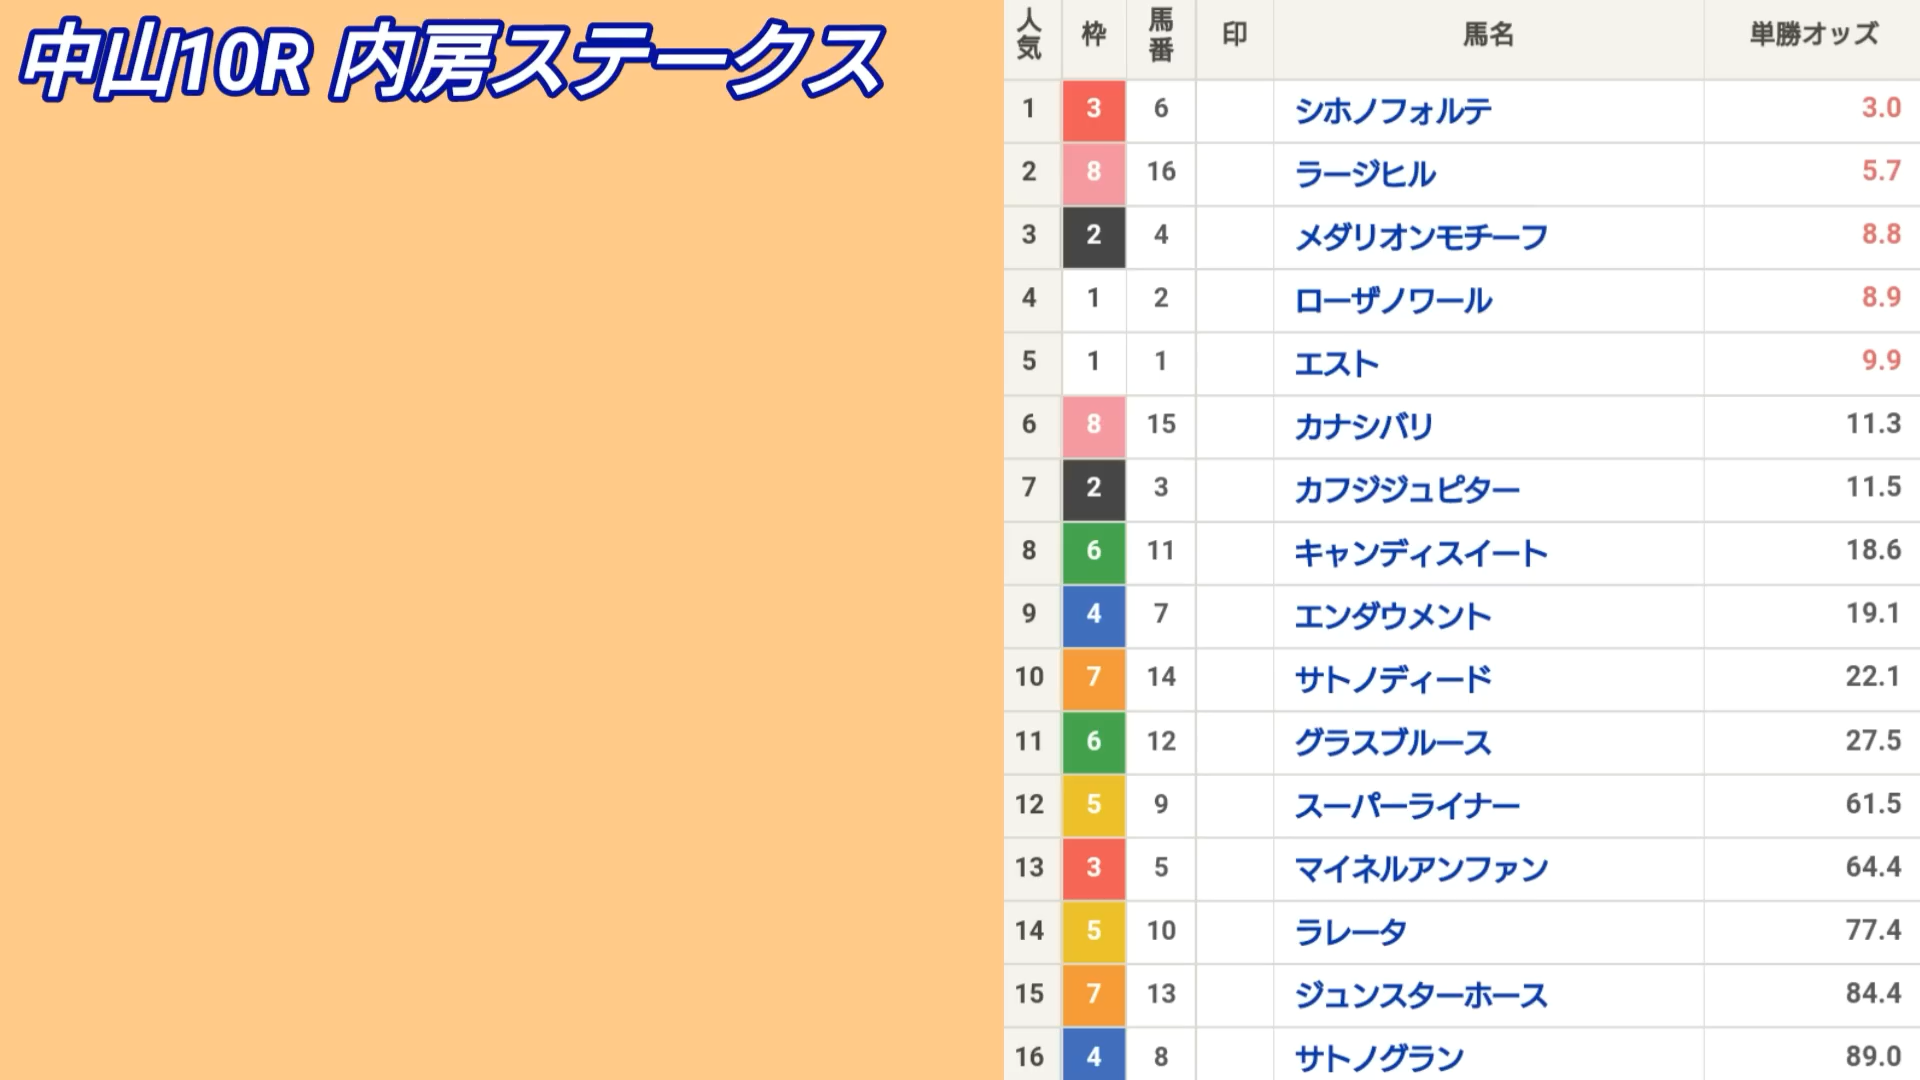 中山10R 内房ステークス
人気 枠 馬番 印 馬名 単勝オッズ
1 3 6 シホノフォルテ 3.0
2 8 16 ラージヒル 5.7
3 2 4 メダリオンモチーフ 8.8
4 1 2 ローザノワール 8.9
5 1 1 エスト 9.9
6 8 15 カナシバリ 11.3
7 2 3 カフジジュピター 11.5
8 6 11 キャンディスイート 18.6
9 4 7 エンダウメント 19.1
10 7 14 サトノディード 22.1
11 6 12 グラスブルース 27.5
12 5 9 スーパーライナー 61.5
13 3 5 マイネルアンファン 64.4
14 5 10 ラレータ 77.4
15 7 13 ジュンスターホース 84.4
16 4 8 サトノグラン 89.0